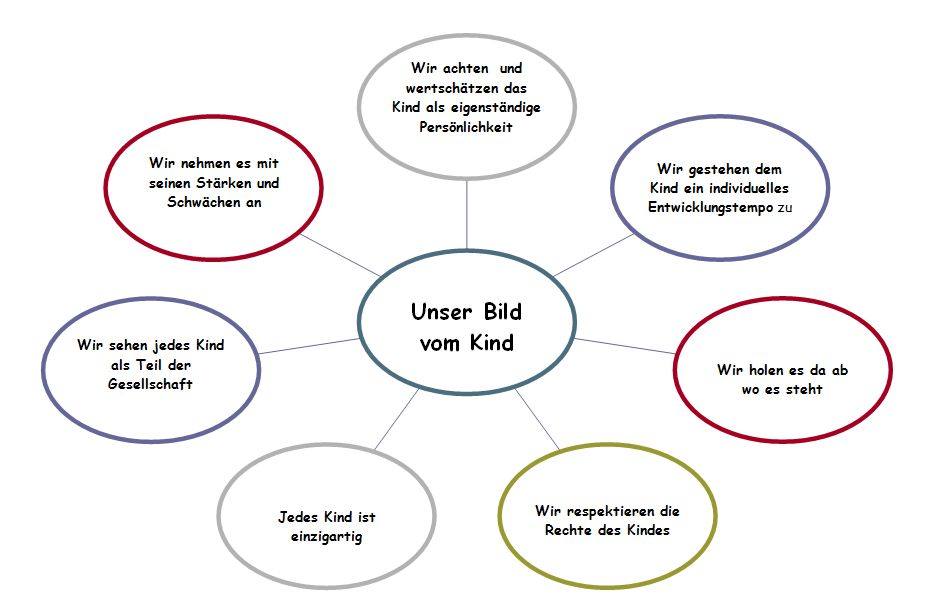 Wir achten und
wertschätzen das
Kind als eigenständige
Persönlichkeit
Wir gestehen dem
Kind ein individuelles
Entwicklungstempo zu
Wir holen es da ab
wo es steht
Wir respektieren die
Rechte des Kindes
Jedes Kind ist
einzigartig
Wir sehen jedes Kind
als Teil der
Gesellschaft
Wir nehmen es mit
seinen Stärken und
Schwächen an
Unser Bild
vom Kind